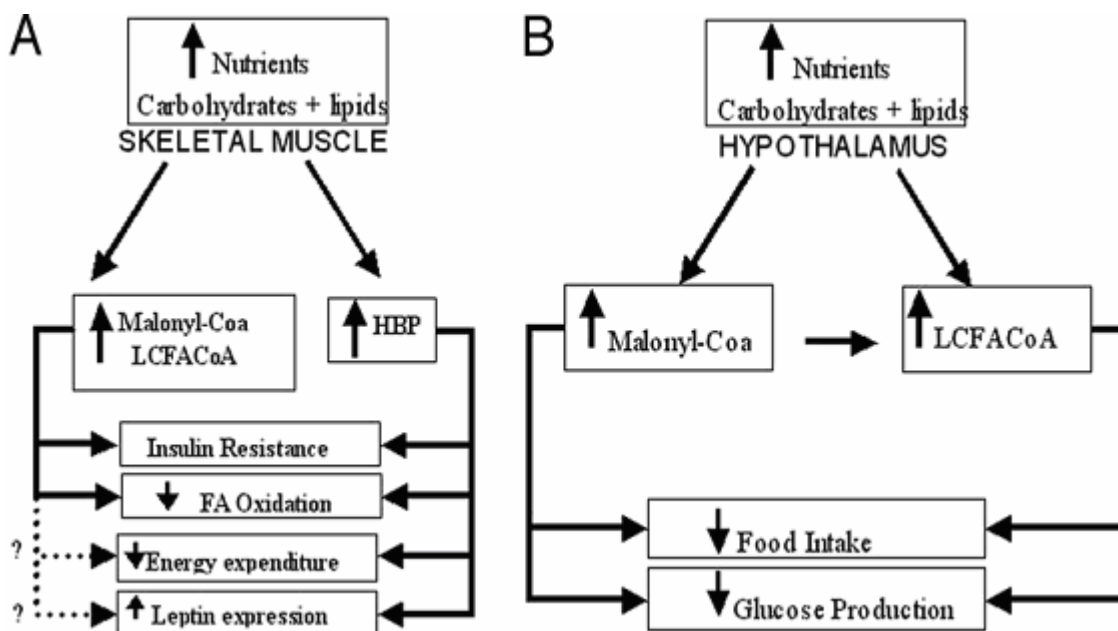 A
Nutrients
Carbohydrates + lipids
SKELETAL MUSCLE
Malonyl-Coa
LCFACoA
HBP
Insulin Resistance
FA Oxidation
?
Energy expenditure
?
Leptin expression
B
Nutrients
Carbohydrates + lipids
HYPOTHALAMUS
Malonyl-Coa
LCFACoA
Food Intake
Glucose Production